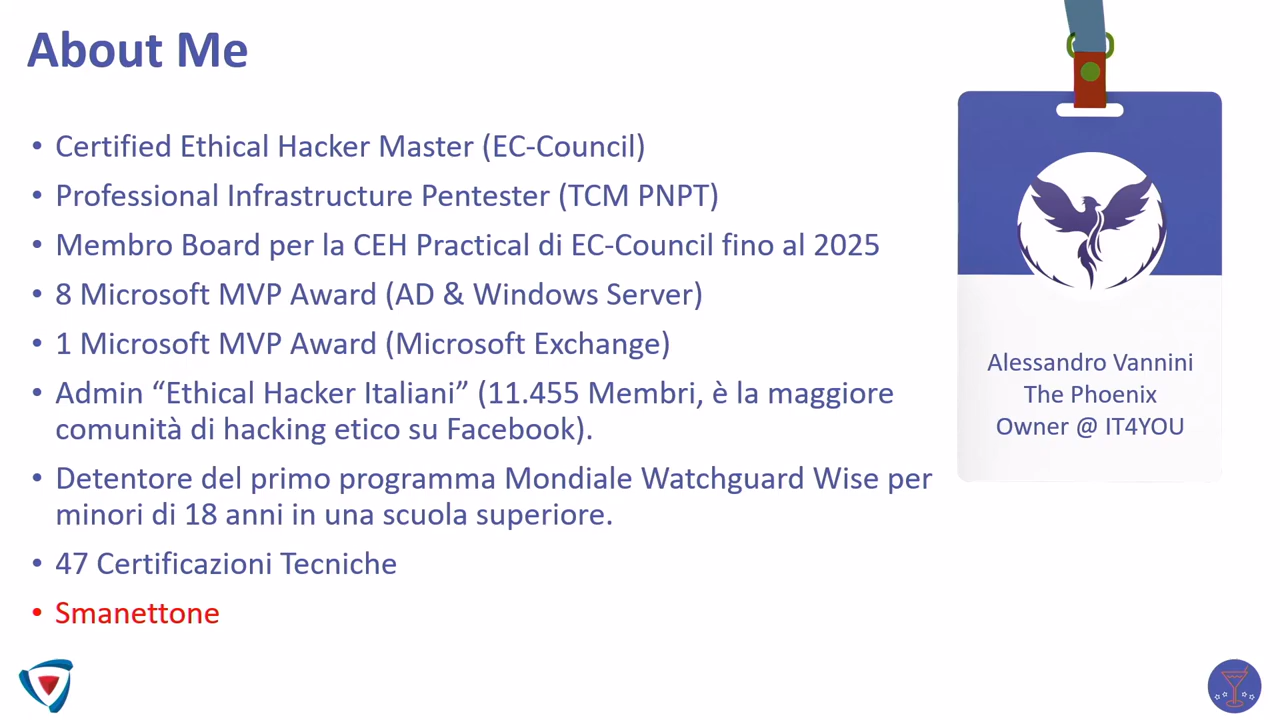 About Me
• Certified Ethical Hacker Master (EC-Council)
• Professional Infrastructure Pentester (TCM PNPT)
• Membro Board per la CEH Practical di EC-Council fino al 2025
• 8 Microsoft MVP Award (AD & Windows Server)
• 1 Microsoft MVP Award (Microsoft Exchange)
• Admin “Ethical Hacker Italiani” (11.455 Membri, è la maggiore
comunità di hacking etico su Facebook).
• Detentore del primo programma Mondiale Watchguard Wise per
minori di 18 anni in una scuola superiore.
• 47 Certificazioni Tecniche
• Smanettone
Alessandro Vannini
The Phoenix
Owner @ IT4YOU